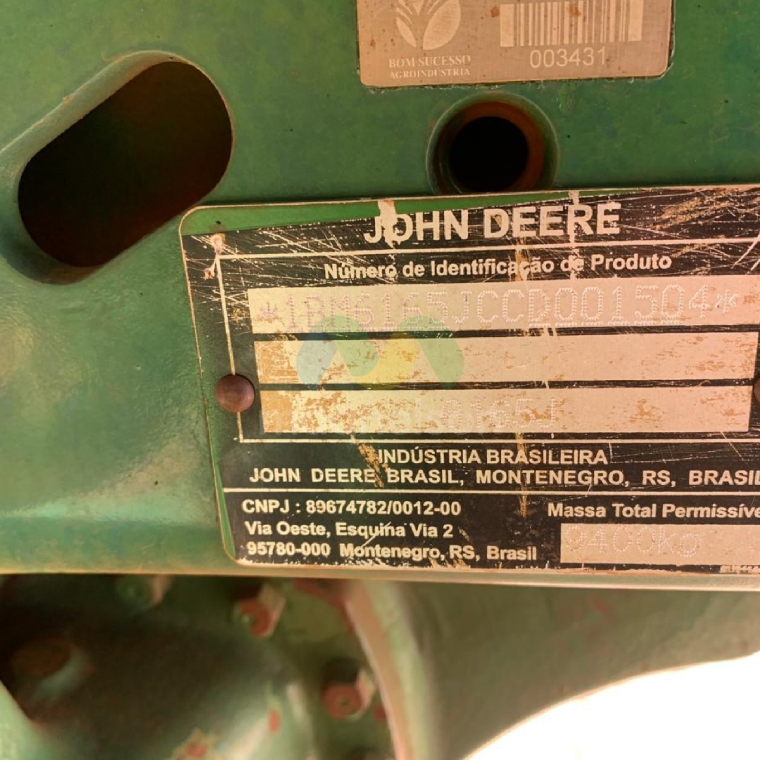 BOM SUCESSO
AGROINDUSTRIA
003431
JOHN DEERE
Número de Identificação de Produto
*1BM6165JCCD001504*
INDÚSTRIA BRASILEIRA
JOHN DEERE BRASIL, MONTENEGRO, RS, BRASIL
CNPJ : 89674782/0012-00
Via Oeste, Esquina Via 2
95780-000 Montenegro, RS, Brasil
Massa Total Permissíve
9400kg